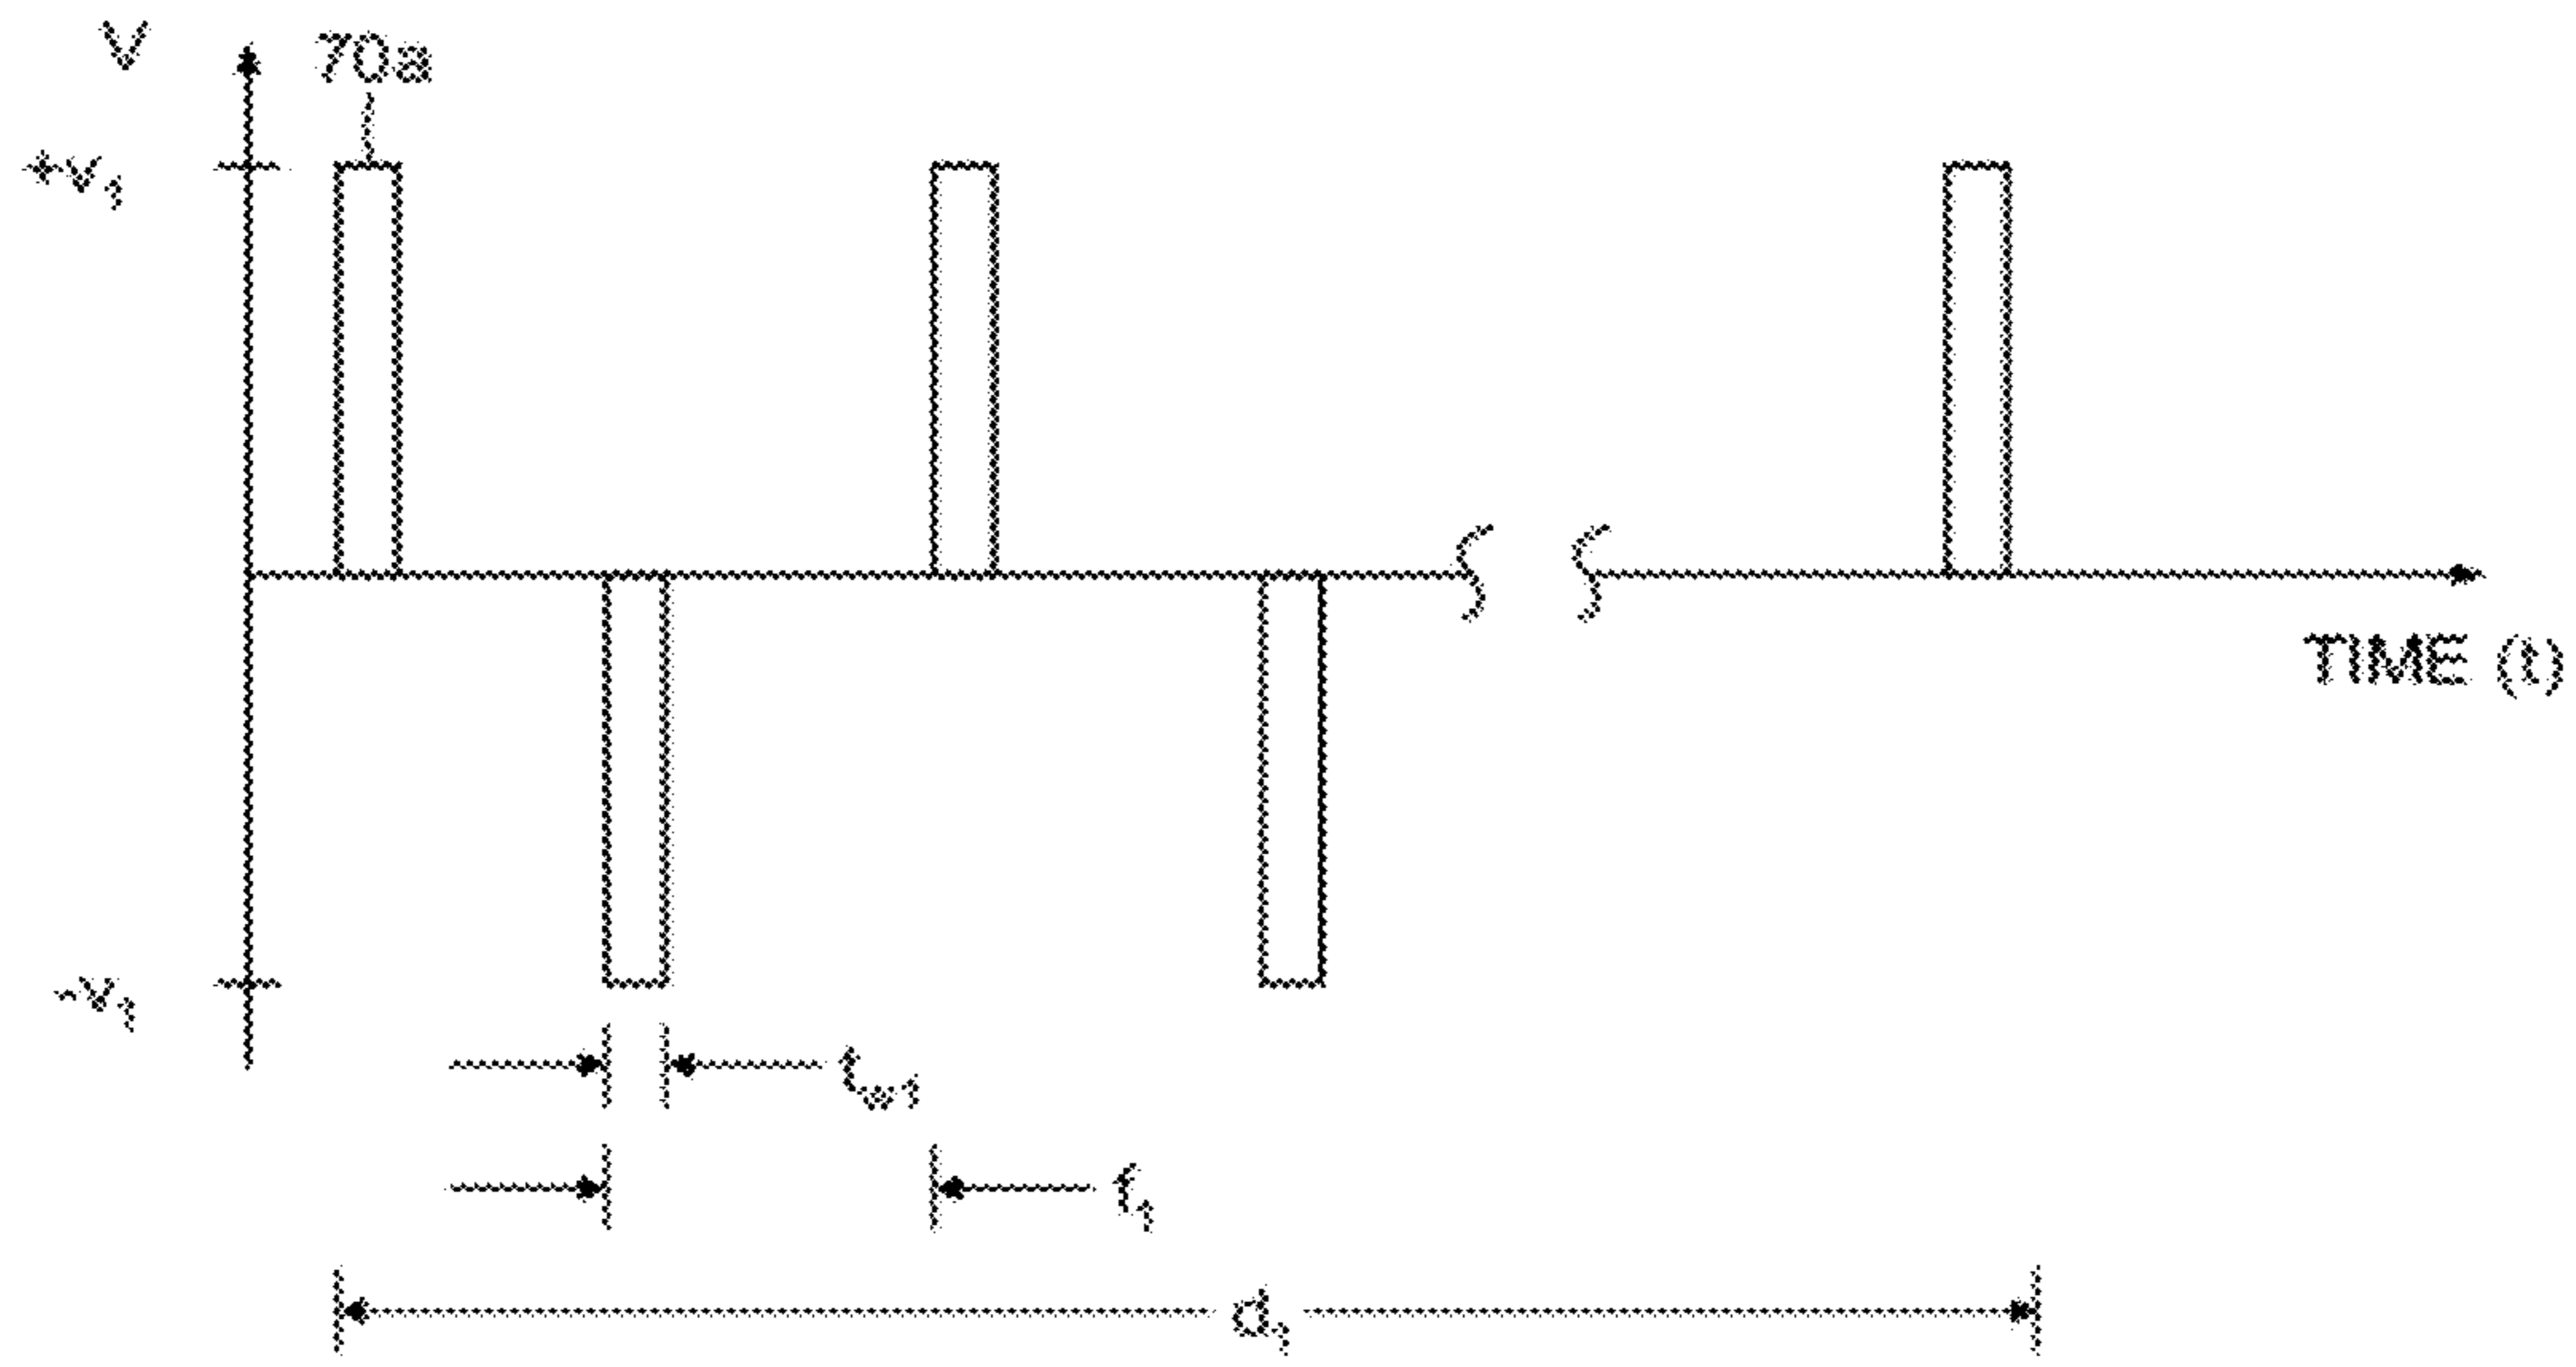 V
70a
+v₁
TIME (t)
-v₁
tw1
f₁
d₁